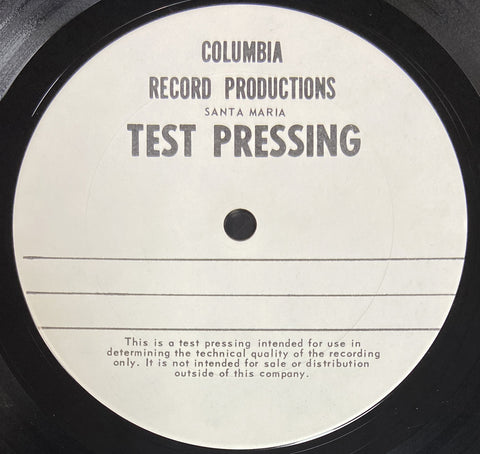 COLUMBIA
RECORD PRODUCTIONS
SANTA MARIA
TEST PRESSING
This is a test pressing intended for use in
determining the technical quality of the recording
only. It is not intended for sale or distribution
outside of this company.